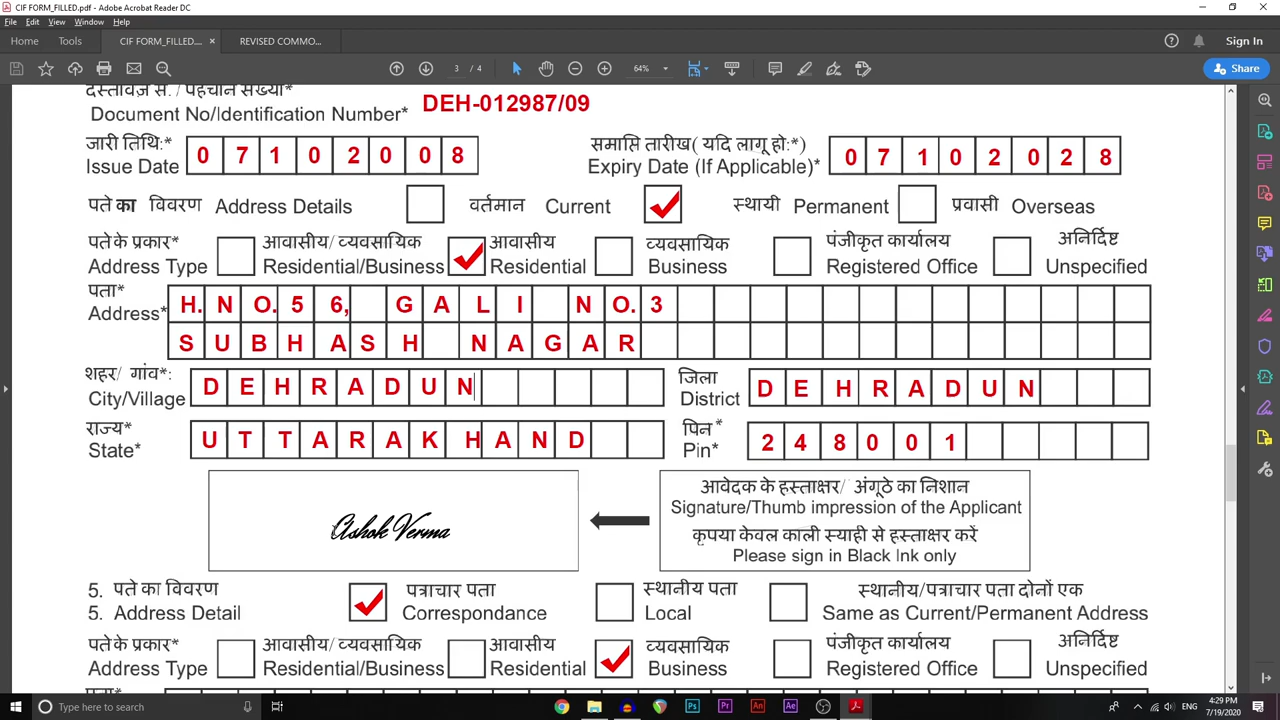 CIF FORM_FILLED.pdf - Adobe Acrobat Reader DC
File Edit View Window Help
Home Tools CIF FORM_FILLED.... × REVISED COMMO... Sign In
3 / 4 64% Share
दस्तावेज़ सं. / पहचान संख्या*
Document No/Identification Number* DEH-012987/09
जारी तिथि:* समाप्ति तारीख( यदि लागू हो:*)
Issue Date 0 7 1 0 2 0 0 8 Expiry Date (If Applicable)* 0 7 1 0 2 0 2 8
पते का विवरण Address Details वर्तमान Current स्थायी Permanent प्रवासी Overseas
पते के प्रकार* आवासीय/ व्यवसायिक आवासीय व्यवसायिक पंजीकृत कार्यालय अनिर्दिष्ट
Address Type Residential/Business Residential Business Registered Office Unspecified
पता*
Address* H. N O. 5 6, G A L I N O. 3
S U B H A S H N A G A R
शहर/ गांव*: जिला
City/Village D E H R A D U N District D E H R A D U N
राज्य* पिन*
State* U T T A R A K H A N D Pin* 2 4 8 0 0 1
आवेदक के हस्ताक्षर/ अंगूठे का निशान
Signature/Thumb impression of the Applicant
Ashok Verma
कृपया केवल काली स्याही से हस्ताक्षर करें
Please sign in Black Ink only
5. पते का विवरण पत्राचार पता स्थानीय पता स्थानीय/पत्राचार पता दोनों एक
5. Address Detail Correspondance Local Same as Current/Permanent Address
पते के प्रकार* आवासीय/ व्यवसायिक आवासीय व्यवसायिक पंजीकृत कार्यालय अनिर्दिष्ट
Address Type Residential/Business Residential Business Registered Office Unspecified
Type here to search
4:29 PM
7/19/2020